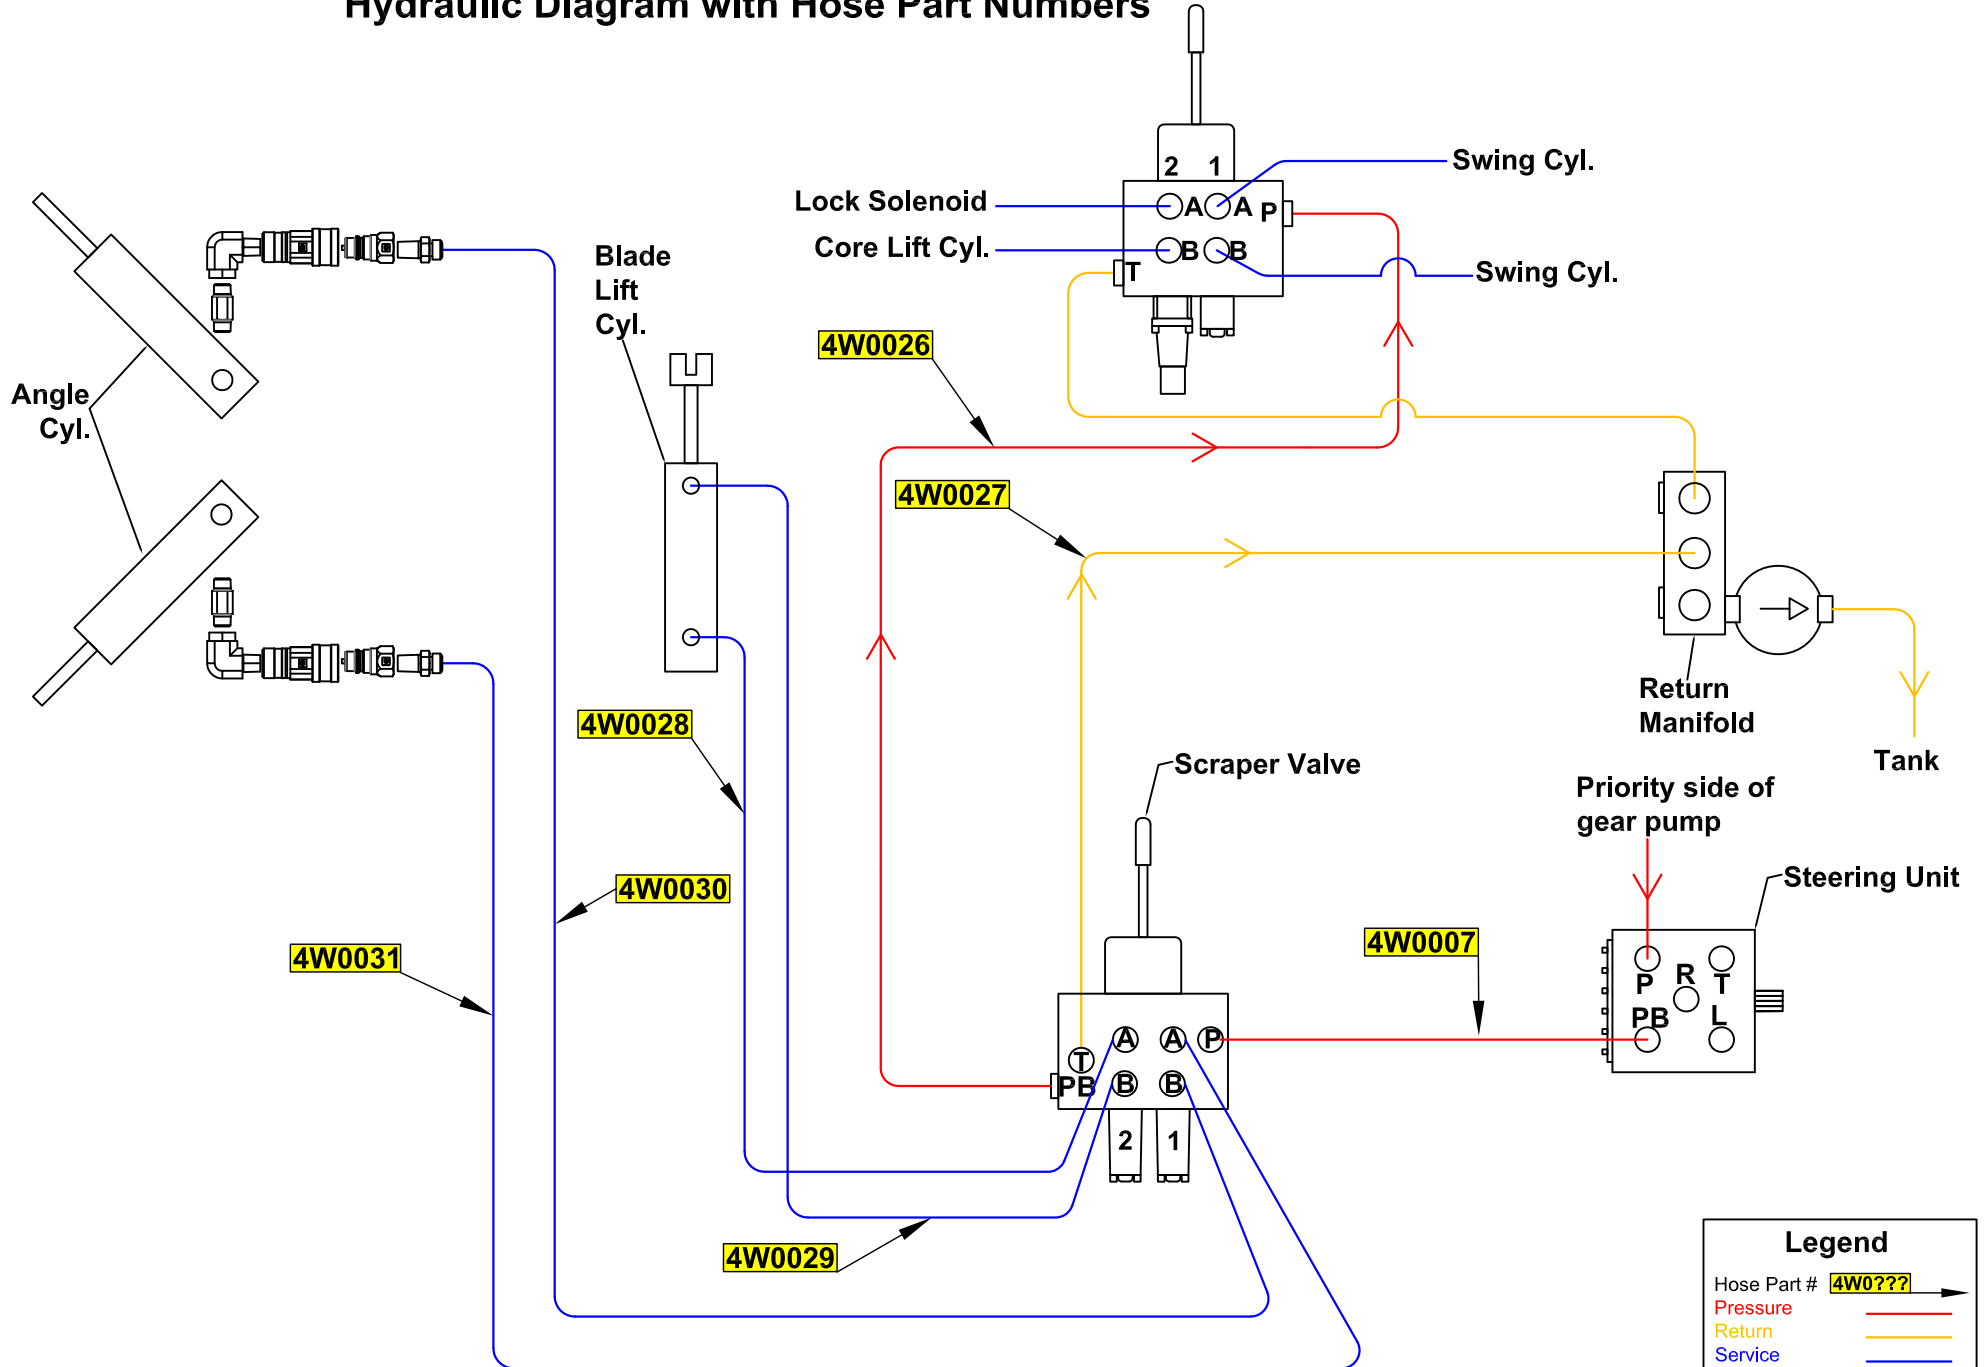 Hydraulic Diagram with Hose Part Numbers
2 1
Swing Cyl.
Lock Solenoid
A A P
Core Lift Cyl.
B B
T
Swing Cyl.
Blade
Lift
Cyl.
4W0026
Angle
Cyl.
4W0027
Return
Manifold
4W0028
Tank
Scraper Valve
Priority side of
gear pump
Steering Unit
4W0030
4W0031
4W0007
P R T
PB L
A A P
T
PB B B
2 1
4W0029
Legend
Hose Part # 4W0???
Pressure
Return
Service